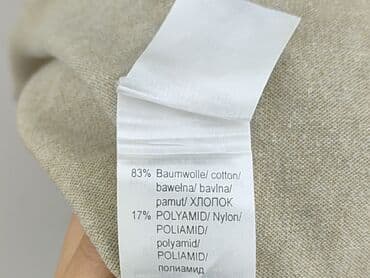 83% Baumwolle/ cotton/
bawełna/ bavlna/
pamut/ ХЛОПОК
17% POLYAMID/ Nylon/
POLIAMID/
polyamid/
POLIAMID/
полиамид